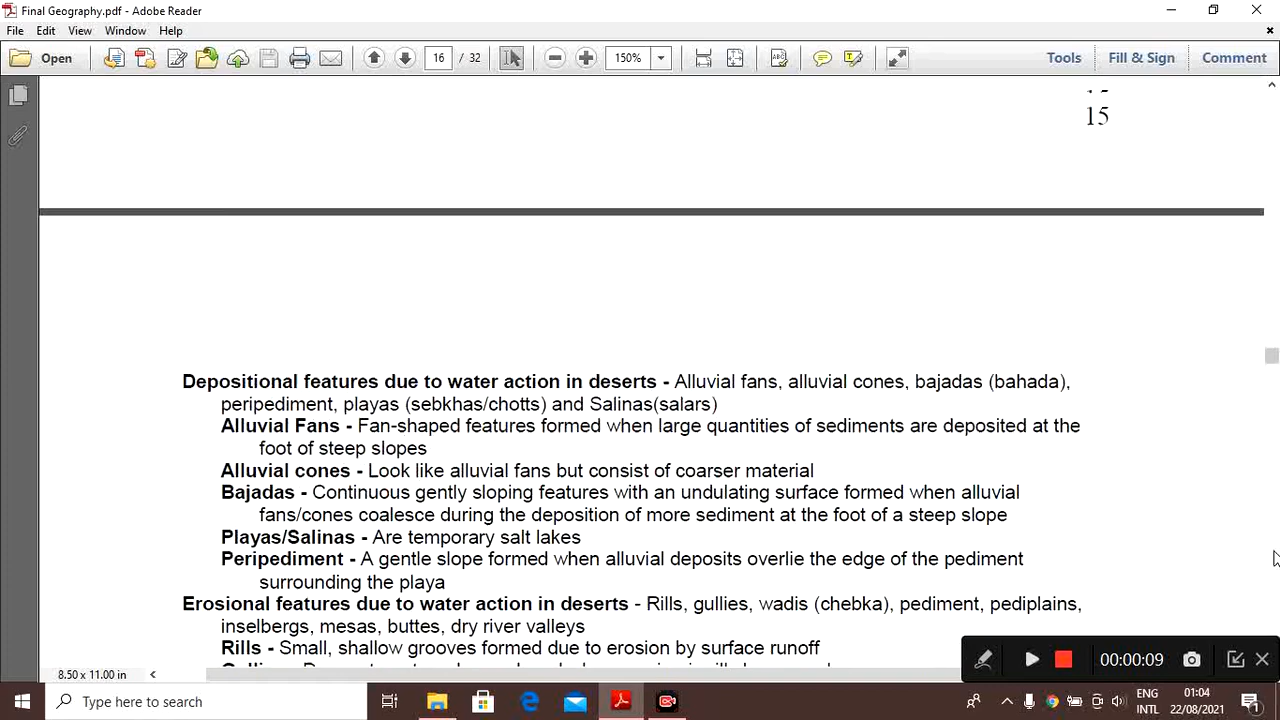 Final Geography.pdf - Adobe Reader
File Edit View Window Help
Open 16 / 32 150% Tools Fill & Sign Comment
15
Depositional features due to water action in deserts - Alluvial fans, alluvial cones, bajadas (bahada),
peripediment, playas (sebkhas/chotts) and Salinas(salars)
Alluvial Fans - Fan-shaped features formed when large quantities of sediments are deposited at the
foot of steep slopes
Alluvial cones - Look like alluvial fans but consist of coarser material
Bajadas - Continuous gently sloping features with an undulating surface formed when alluvial
fans/cones coalesce during the deposition of more sediment at the foot of a steep slope
Playas/Salinas - Are temporary salt lakes
Peripediment - A gentle slope formed when alluvial deposits overlie the edge of the pediment
surrounding the playa
Erosional features due to water action in deserts - Rills, gullies, wadis (chebka), pediment, pediplains,
inselbergs, mesas, buttes, dry river valleys
Rills - Small, shallow grooves formed due to erosion by surface runoff
00:00:09
8.50 x 11.00 in
Type here to search
ENG 01:04
INTL 22/08/2021
1